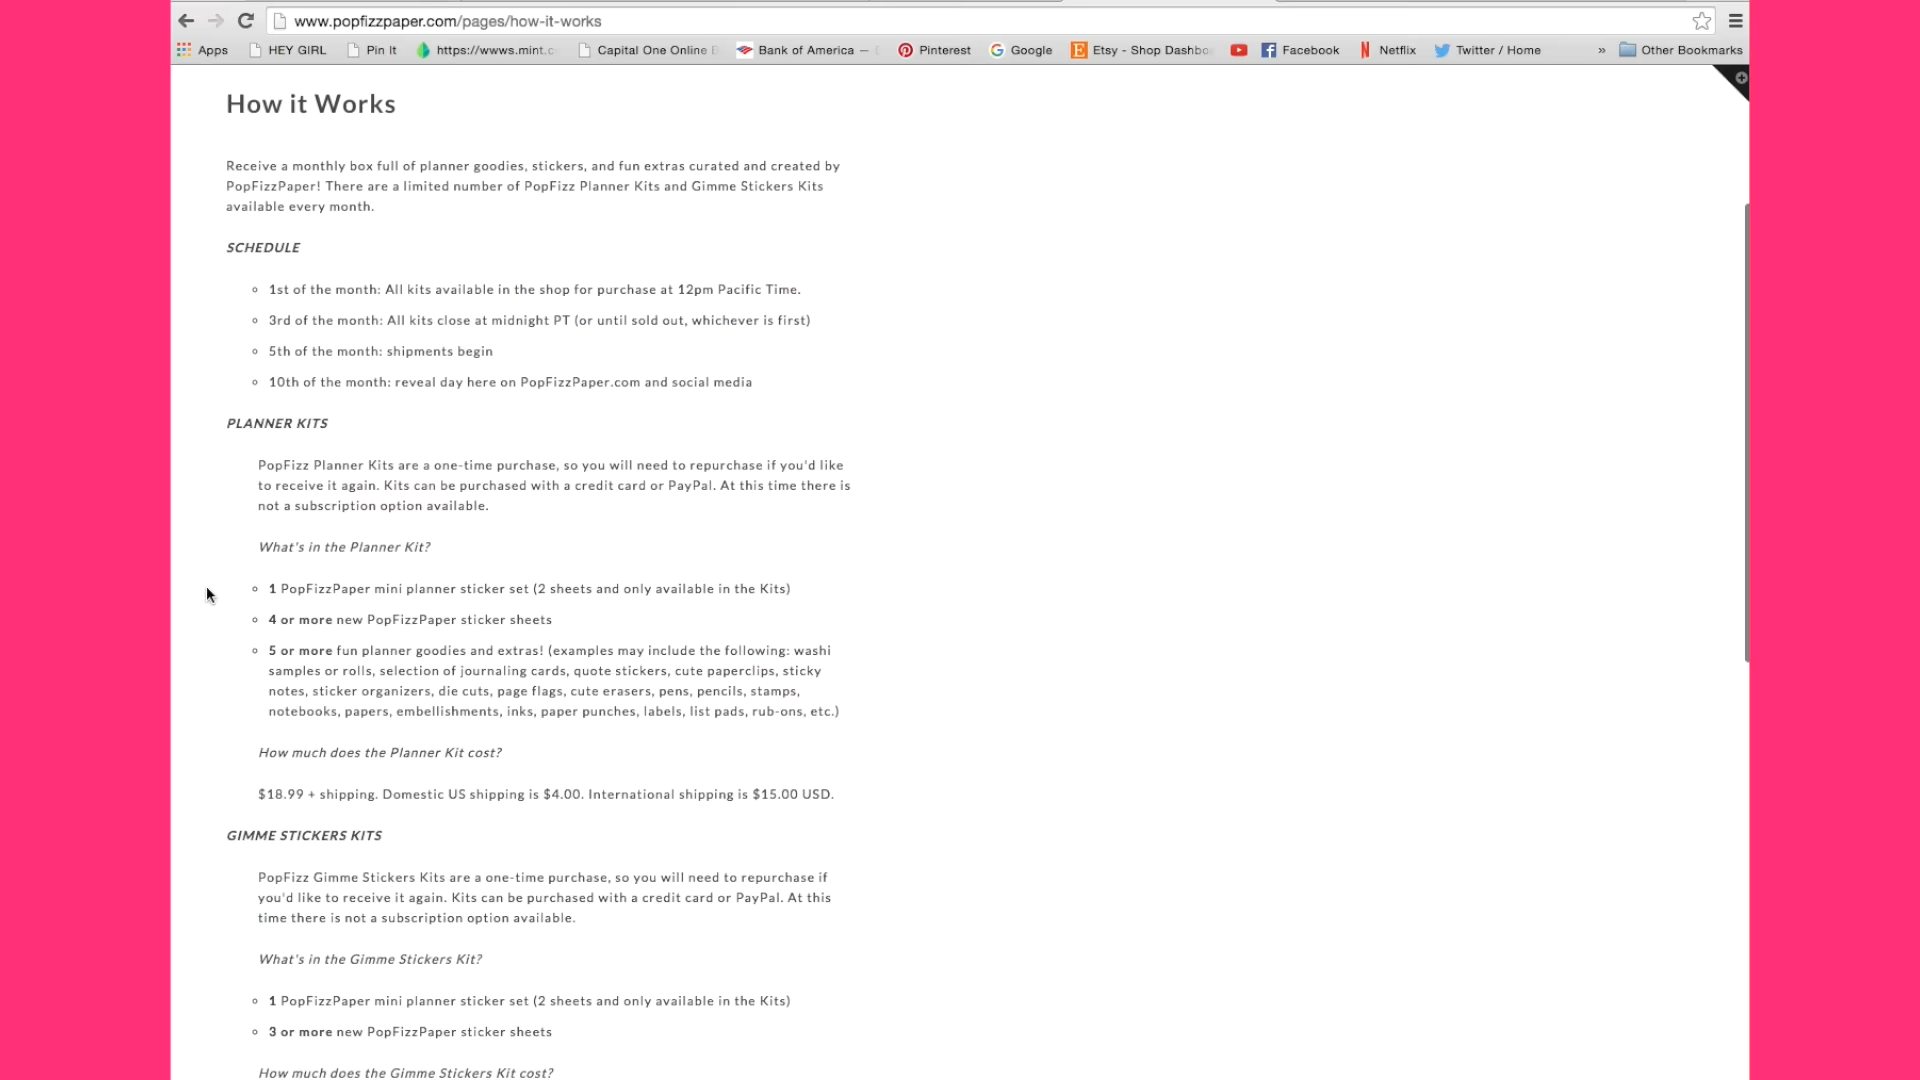 www.popfizzpaper.com/pages/how-it-works
Apps HEY GIRL Pin It https://wwws.mint.c Capital One Online Bank of America — Pinterest Google Etsy - Shop Dashbo Facebook Netflix Twitter / Home » Other Bookmarks
How it Works
Receive a monthly box full of planner goodies, stickers, and fun extras curated and created by
PopFizzPaper! There are a limited number of PopFizz Planner Kits and Gimme Stickers Kits
available every month.
SCHEDULE
1st of the month: All kits available in the shop for purchase at 12pm Pacific Time.
3rd of the month: All kits close at midnight PT (or until sold out, whichever is first)
5th of the month: shipments begin
10th of the month: reveal day here on PopFizzPaper.com and social media
PLANNER KITS
PopFizz Planner Kits are a one-time purchase, so you will need to repurchase if you'd like
to receive it again. Kits can be purchased with a credit card or PayPal. At this time there is
not a subscription option available.
What's in the Planner Kit?
1 PopFizzPaper mini planner sticker set (2 sheets and only available in the Kits)
4 or more new PopFizzPaper sticker sheets
5 or more fun planner goodies and extras! (examples may include the following: washi
samples or rolls, selection of journaling cards, quote stickers, cute paperclips, sticky
notes, sticker organizers, die cuts, page flags, cute erasers, pens, pencils, stamps,
notebooks, papers, embellishments, inks, paper punches, labels, list pads, rub-ons, etc.)
How much does the Planner Kit cost?
$18.99 + shipping. Domestic US shipping is $4.00. International shipping is $15.00 USD.
GIMME STICKERS KITS
PopFizz Gimme Stickers Kits are a one-time purchase, so you will need to repurchase if
you'd like to receive it again. Kits can be purchased with a credit card or PayPal. At this
time there is not a subscription option available.
What's in the Gimme Stickers Kit?
1 PopFizzPaper mini planner sticker set (2 sheets and only available in the Kits)
3 or more new PopFizzPaper sticker sheets
How much does the Gimme Stickers Kit cost?